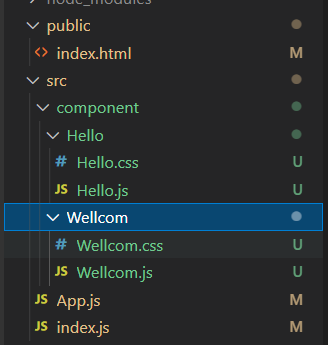 node_modules
public
<> index.html M
src
component
Hello
# Hello.css U
JS Hello.js U
Wellcom
# Wellcom.css U
JS Wellcom.js U
JS App.js M
JS index.js M